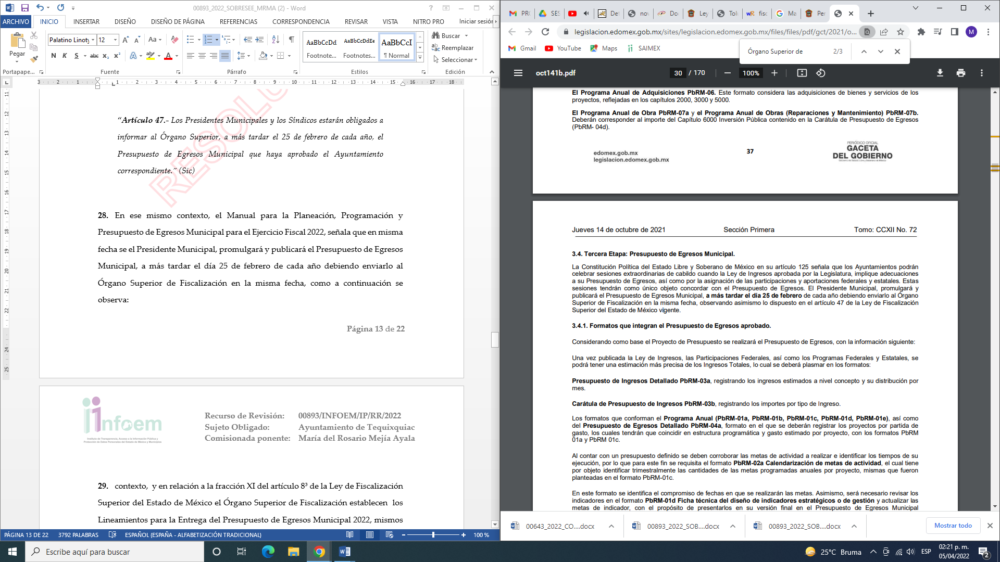 00893_2022_SOBRESEE_MRMA (2) - Word
ARCHIVO INICIO INSERTAR DISEÑO DISEÑO DE PÁGINA REFERENCIAS CORRESPONDENCIA REVISAR VISTA NITRO PRO Iniciar sesión
Pegar
Palatino Linoty 12
Buscar
Reemplazar
Seleccionar
AaBbCcDd AaBbCcDdEe AaBbCcI
Footnote... Footnotes... ¶ Normal
Portapape... Fuente Párrafo Estilos Edición
RESOLU
“Artículo 47.- Los Presidentes Municipales y los Síndicos estarán obligados a
informar al Órgano Superior, a más tardar el 25 de febrero de cada año, el
Presupuesto de Egresos Municipal que haya aprobado el Ayuntamiento
correspondiente.” (Sic)
28. En ese mismo contexto, el Manual para la Planeación, Programación y
Presupuesto de Egresos Municipal para el Ejercicio Fiscal 2022, señala que en misma
fecha se el Presidente Municipal, promulgará y publicará el Presupuesto de Egresos
Municipal, a más tardar el día 25 de febrero de cada año debiendo enviarlo al
Órgano Superior de Fiscalización en la misma fecha, como a continuación se
observa:
Página 13 de 22
infoem
Instituto de Transparencia, Acceso a la Información Pública y
Protección de Datos Personales del Estado de México y Municipios
Recurso de Revisión: 00893/INFOEM/IP/RR/2022
Sujeto Obligado: Ayuntamiento de Tequixquiac
Comisionada ponente: María del Rosario Mejía Ayala
29. contexto, y en relación a la fracción XI del artículo 8³ de la Ley de Fiscalización
Superior del Estado de México el Órgano Superior de Fiscalización establecen los
Lineamientos para la Entrega del Presupuesto de Egresos Municipal 2022, mismos
PÁGINA 13 DE 22 3792 PALABRAS ESPAÑOL (ESPAÑA - ALFABETIZACIÓN TRADICIONAL) 100 %
PRO SES Det nov Doc Ley Tolu fisc Ma Per
legislacion.edomex.gob.mx/sites/legislacion.edomex.gob.mx/files/files/pdf/gct/2021/o...
Gmail YouTube Maps SAIMEX
Órgano Superior de 2/3
oct141b.pdf 30 / 170 100%
El Programa Anual de Adquisiciones PbRM-06. Este formato considera las adquisiciones de bienes y servicios de los
proyectos, reflejadas en los capítulos 2000, 3000 y 5000.
El Programa Anual de Obra PbRM-07a y el Programa Anual de Obras (Reparaciones y Mantenimiento) PbRM-07b.
Deberán corresponder al importe del Capítulo 6000 Inversión Pública contenido en la Carátula de Presupuesto de Egresos
(PbRM- 04d).
edomex.gob.mx
legislacion.edomex.gob.mx
37
PERIÓDICO OFICIAL
GACETA
DEL GOBIERNO
Gobierno del Estado Libre y Soberano de México
Jueves 14 de octubre de 2021 Sección Primera Tomo: CCXII No. 72
3.4. Tercera Etapa: Presupuesto de Egresos Municipal.
La Constitución Política del Estado Libre y Soberano de México en su artículo 125 señala que los Ayuntamientos podrán
celebrar sesiones extraordinarias de cabildo cuando la Ley de Ingresos aprobada por la Legislatura, implique adecuaciones
a su Presupuesto de Egresos, así como por la asignación de las participaciones y aportaciones federales y estatales. Estas
sesiones tendrán como único objeto concordar con el Presupuesto de Egresos. El Presidente Municipal, promulgará y
publicará el Presupuesto de Egresos Municipal, a más tardar el día 25 de febrero de cada año debiendo enviarlo al Órgano
Superior de Fiscalización en la misma fecha, observando asimismo lo dispuesto en el artículo 47 de la Ley de Fiscalización
Superior del Estado de México vigente.
3.4.1. Formatos que integran el Presupuesto de Egresos aprobado.
Considerando como base el Proyecto de Presupuesto se realizará el Presupuesto de Egresos, con la información siguiente:
Una vez publicada la Ley de Ingresos, las Participaciones Federales, así como los Programas Federales y Estatales, se
podrá tener una estimación más precisa de los Ingresos Totales, lo cual se deberá plasmar en los formatos:
Presupuesto de Ingresos Detallado PbRM-03a, registrando los ingresos estimados a nivel concepto y su distribución por
mes.
Carátula de Presupuesto de Ingresos PbRM-03b, registrando los importes por tipo de Ingreso.
Los formatos que conforman el Programa Anual (PbRM-01a, PbRM-01b, PbRM-01c, PbRM-01d, PbRM-01e), así como
del Presupuesto de Egresos Detallado PbRM-04a, formato en el que se deberán registrar los proyectos por partida de
gasto, los cuales tendrán que coincidir en estructura programática y gasto estimado por proyecto, con los formatos PbRM
01a y PbRM 01c.
Al contar con un presupuesto definido se deben corroborar las metas de actividad a realizar e identificar los tiempos de su
ejecución, por lo que para este fin se requisita el formato PbRM-02a Calendarización de metas de actividad, el cual tiene
por objeto identificar trimestralmente las cantidades de las metas programadas anuales por proyecto, mismas que fueron
planteadas en el formato PbRM-01c.
En este formato se identifica el compromiso de fechas en que se realizarán las metas. Asimismo, será necesario revisar los
indicadores en el formato PbRM-01d Ficha técnica del diseño de indicadores estratégicos o de gestión y actualizar las
metas de indicador, con el propósito de presentarlos en su versión final en el Presupuesto de Egresos Municipal
00643_2022_CO....docx 00893_2022_SOB....docx 00893_2022_SOB....docx Mostrar todo
Escribe aquí para buscar
25°C Bruma ESP 02:21 p. m.
05/04/2022 2